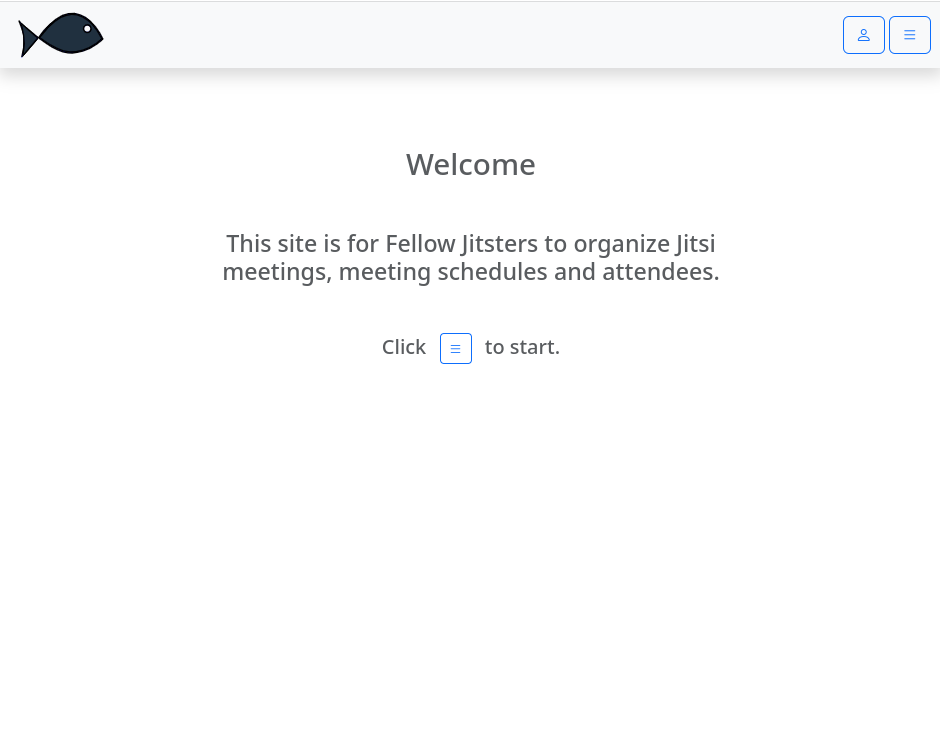 Welcome
This site is for Fellow Jitsters to organize Jitsi
meetings, meeting schedules and attendees.
Click to start.